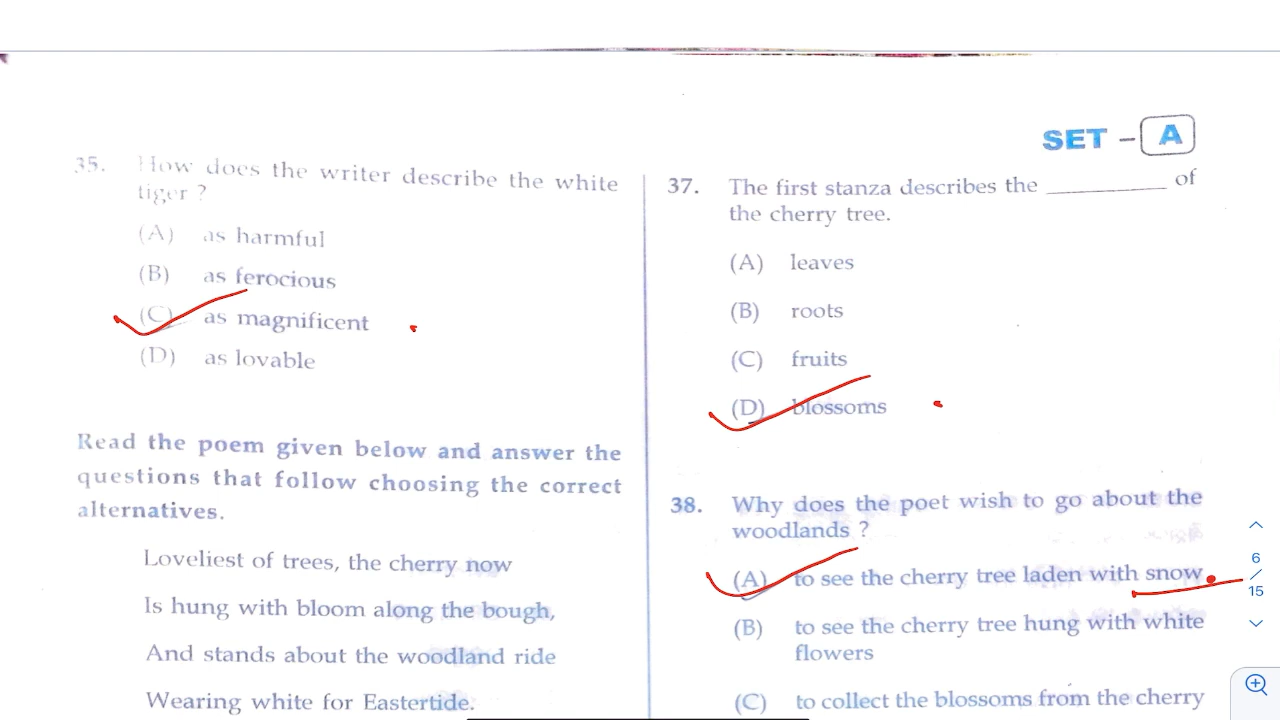 SET - A
35. How does the writer describe the white
tiger ?
(A) as harmful
(B) as ferocious
(C) as magnificent
(D) as lovable
Read the poem given below and answer the
questions that follow choosing the correct
alternatives.
Loveliest of trees, the cherry now
Is hung with bloom along the bough,
And stands about the woodland ride
Wearing white for Eastertide.
37. The first stanza describes the __________ of
the cherry tree.
(A) leaves
(B) roots
(C) fruits
(D) blossoms
38. Why does the poet wish to go about the
woodlands ?
(A) to see the cherry tree laden with snow
(B) to see the cherry tree hung with white
flowers
(C) to collect the blossoms from the cherry
6
/
15